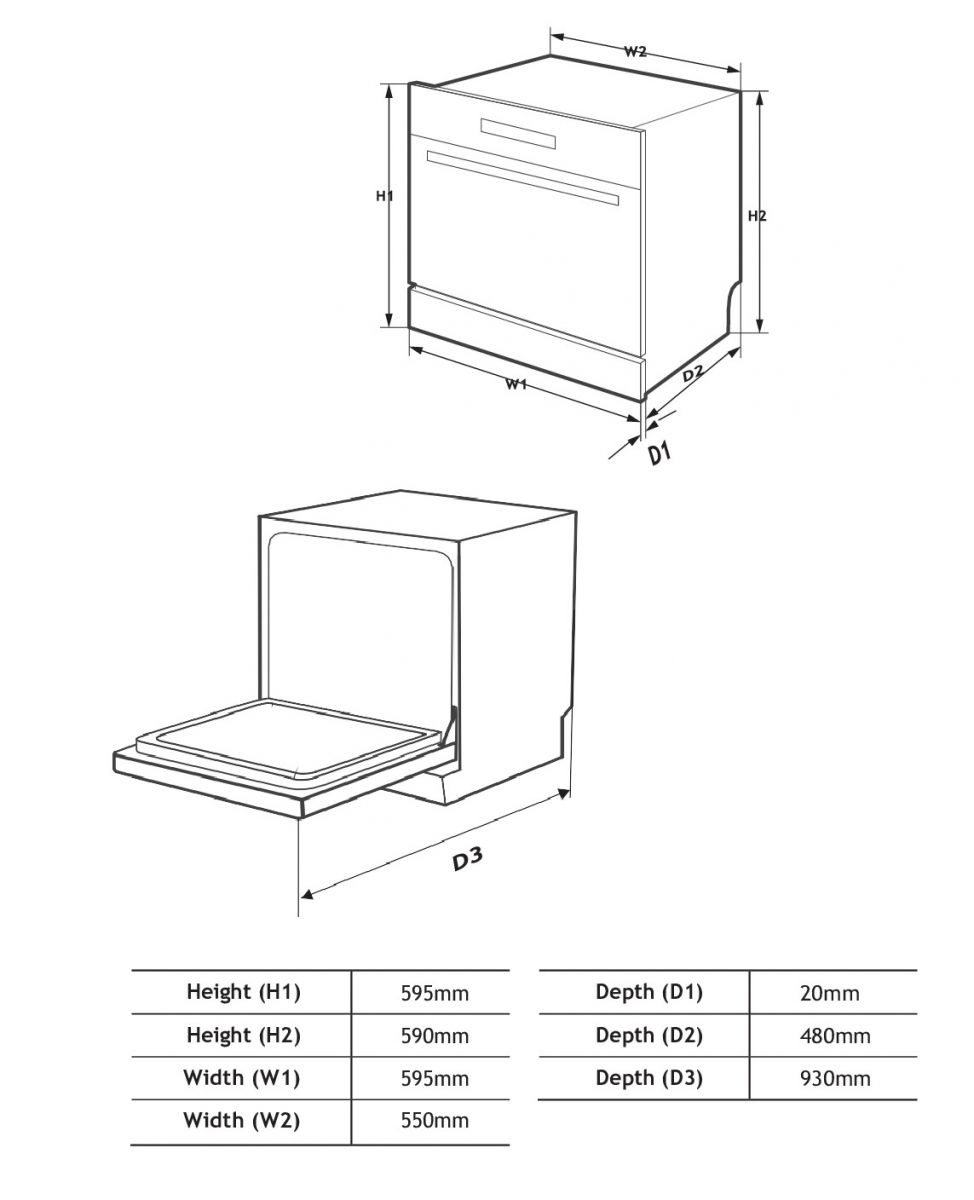 W2
H1
H2
D2
W1
D1
D3
Height (H1) 595mm
Height (H2) 590mm
Width (W1) 595mm
Width (W2) 550mm
Depth (D1) 20mm
Depth (D2) 480mm
Depth (D3) 930mm